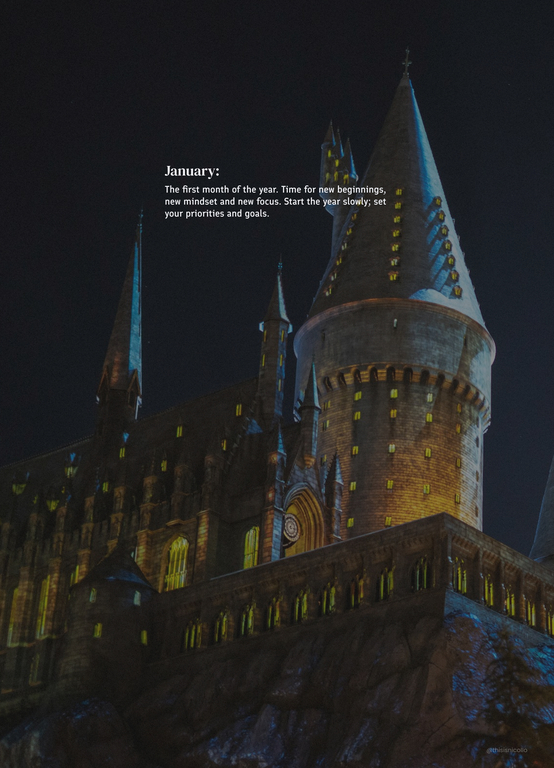 January:
The first month of the year. Time for new beginnings,
new mindset and new focus. Start the year slowly; set
your priorities and goals.